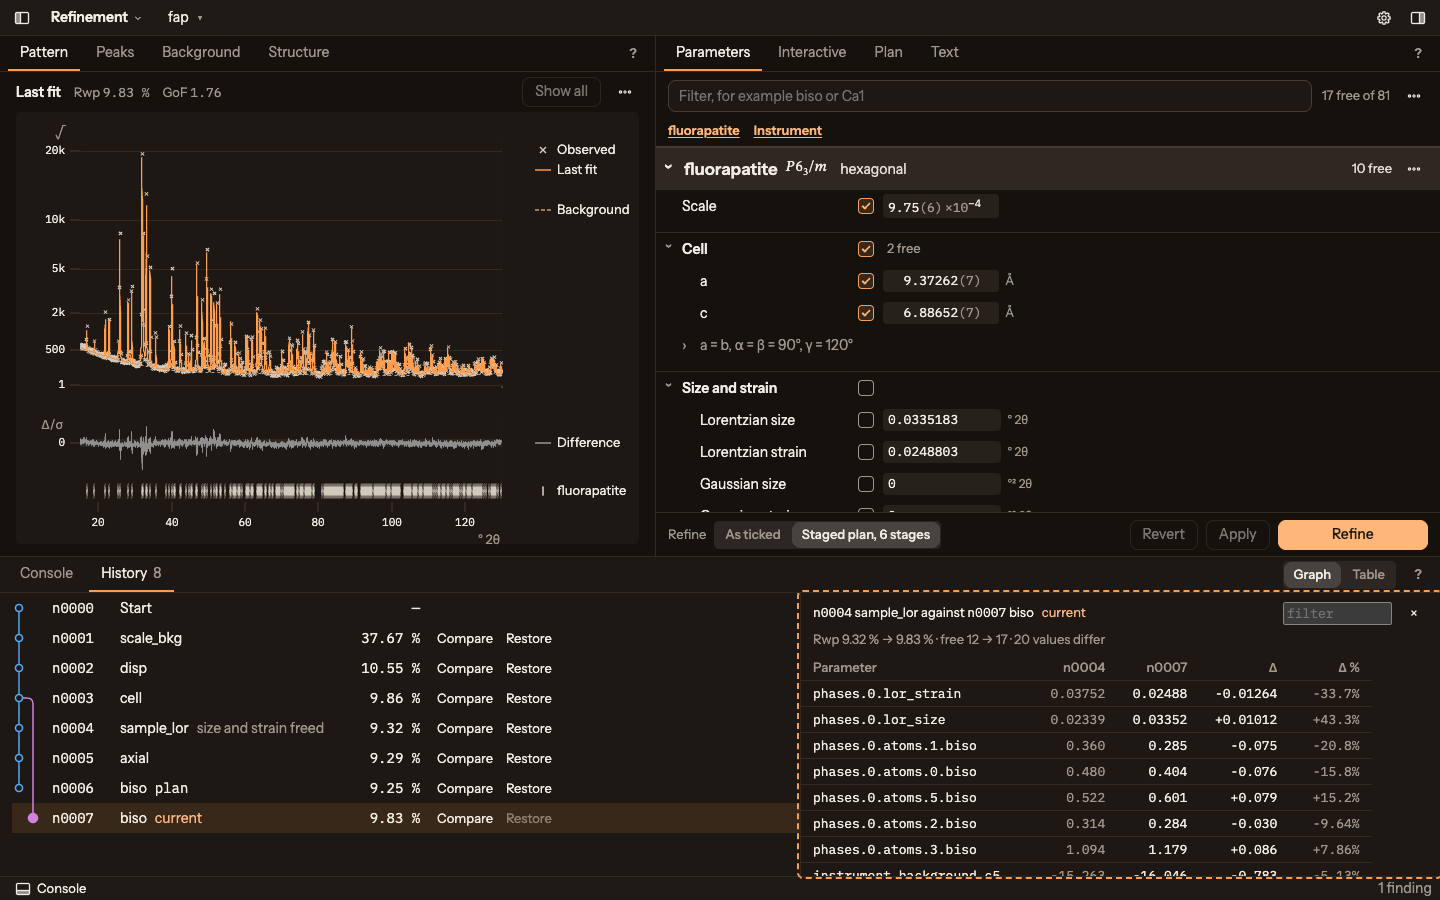 Refinement fap
Pattern Peaks Background Structure ?
Last fit Rwp 9.83 % GoF 1.76 Show all
√
20k
10k
5k
2k
500
1
Δ/σ
0
Observed
Last fit
Background
Difference
fluorapatite
20 40 60 80 100 120
° 2θ
Parameters Interactive Plan Text ?
Filter, for example biso or Ca1 17 free of 81
fluorapatite Instrument
fluorapatite P6₃/m hexagonal 10 free
Scale 9.75(6) ×10⁻⁴
Cell 2 free
a 9.37262(7) Å
c 6.88652(7) Å
a = b, α = β = 90°, γ = 120°
Size and strain
Lorentzian size 0.0335183 ° 2θ
Lorentzian strain 0.0248803 ° 2θ
Gaussian size 0 °² 2θ
Refine As ticked Staged plan, 6 stages Revert Apply Refine
Console History 8 Graph Table ?
n0000 Start —
n0001 scale_bkg 37.67 % Compare Restore
n0002 disp 10.55 % Compare Restore
n0003 cell 9.86 % Compare Restore
n0004 sample_lor size and strain freed 9.32 % Compare Restore
n0005 axial 9.29 % Compare Restore
n0006 biso plan 9.25 % Compare Restore
n0007 biso current 9.83 % Compare Restore
n0004 sample_lor against n0007 biso current filter ×
Rwp 9.32 % → 9.83 % · free 12 → 17 · 20 values differ
Parameter n0004 n0007 Δ Δ %
phases.0.lor_strain 0.03752 0.02488 -0.01264 -33.7%
phases.0.lor_size 0.02339 0.03352 +0.01012 +43.3%
phases.0.atoms.1.biso 0.360 0.285 -0.075 -20.8%
phases.0.atoms.0.biso 0.480 0.404 -0.076 -15.8%
phases.0.atoms.5.biso 0.522 0.601 +0.079 +15.2%
phases.0.atoms.2.biso 0.314 0.284 -0.030 -9.64%
phases.0.atoms.3.biso 1.094 1.179 +0.086 +7.86%
instrument.background.c5 -15.263 -16.046 -0.783 -5.13%
Console 1 finding